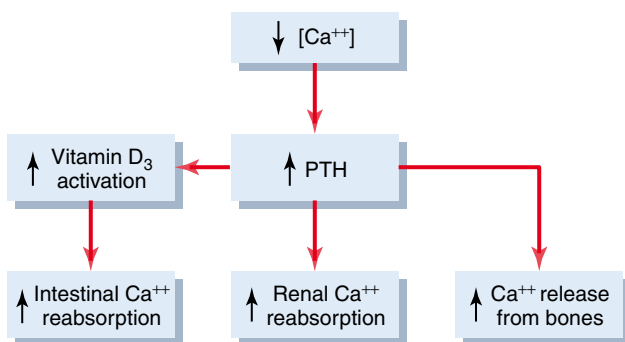 ↓ [Ca⁺⁺]
↑ Vitamin D₃
activation
↑ PTH
↑ Intestinal Ca⁺⁺
reabsorption
↑ Renal Ca⁺⁺
reabsorption
↑ Ca⁺⁺ release
from bones